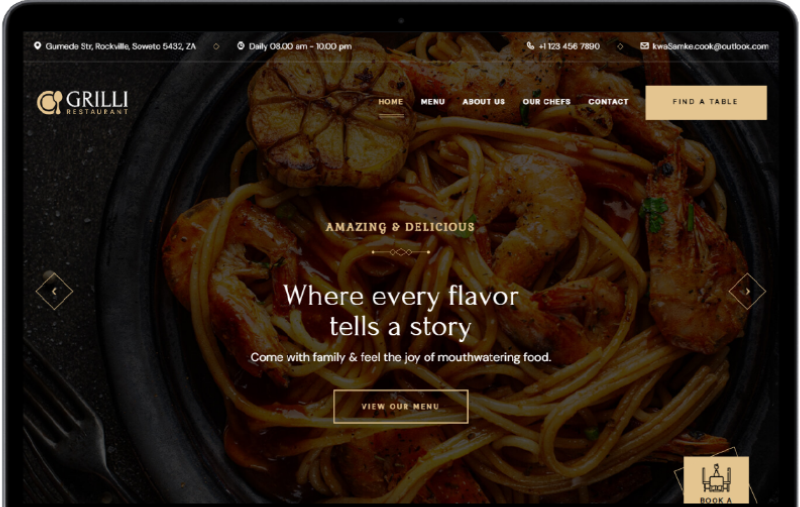 Gumede Str, Rockville, Soweto 5432, ZA
Daily 08.00 am - 10.00 pm
+1 123 456 7890
kwaSamke.cook@outlook.com
GRILLI
RESTAURANT
HOME
MENU
ABOUT US
OUR CHEFS
CONTACT
FIND A TABLE
AMAZING & DELICIOUS
Where every flavor
tells a story
Come with family & feel the joy of mouthwatering food.
VIEW OUR MENU
BOOK A